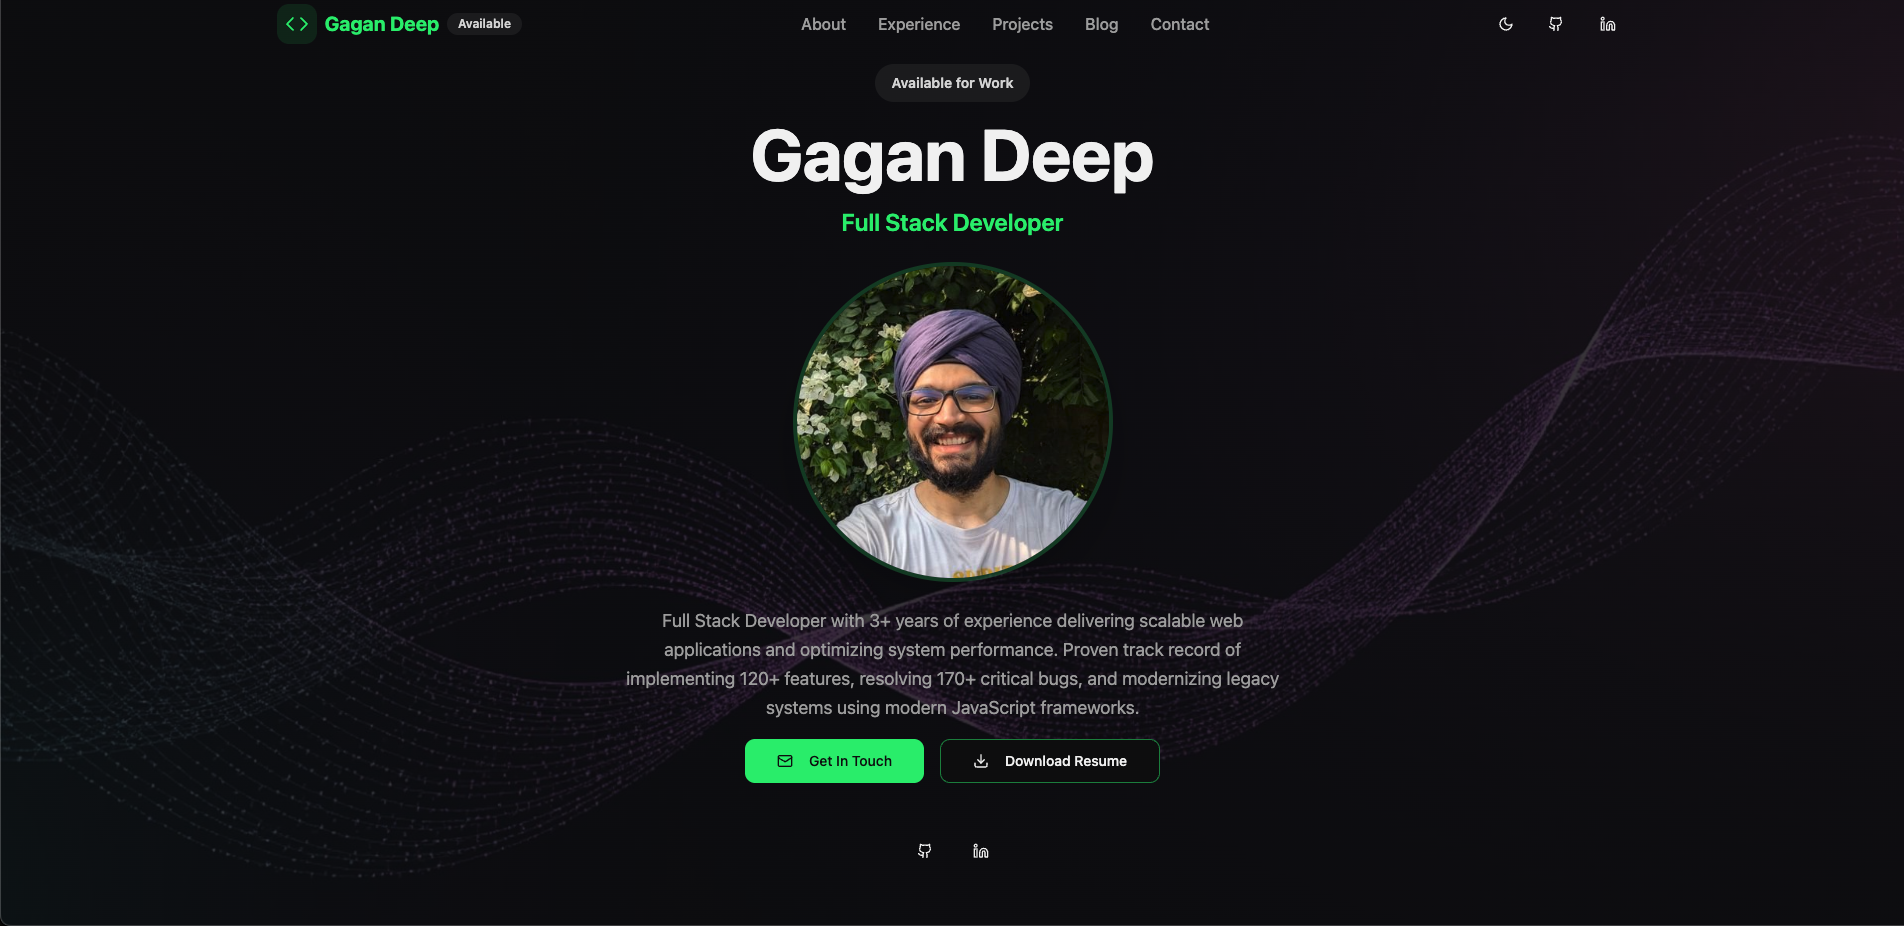 Gagan Deep Available About Experience Projects Blog Contact
Available for Work
Gagan Deep
Full Stack Developer
Full Stack Developer with 3+ years of experience delivering scalable web
applications and optimizing system performance. Proven track record of
implementing 120+ features, resolving 170+ critical bugs, and modernizing legacy
systems using modern JavaScript frameworks.
Get In Touch Download Resume